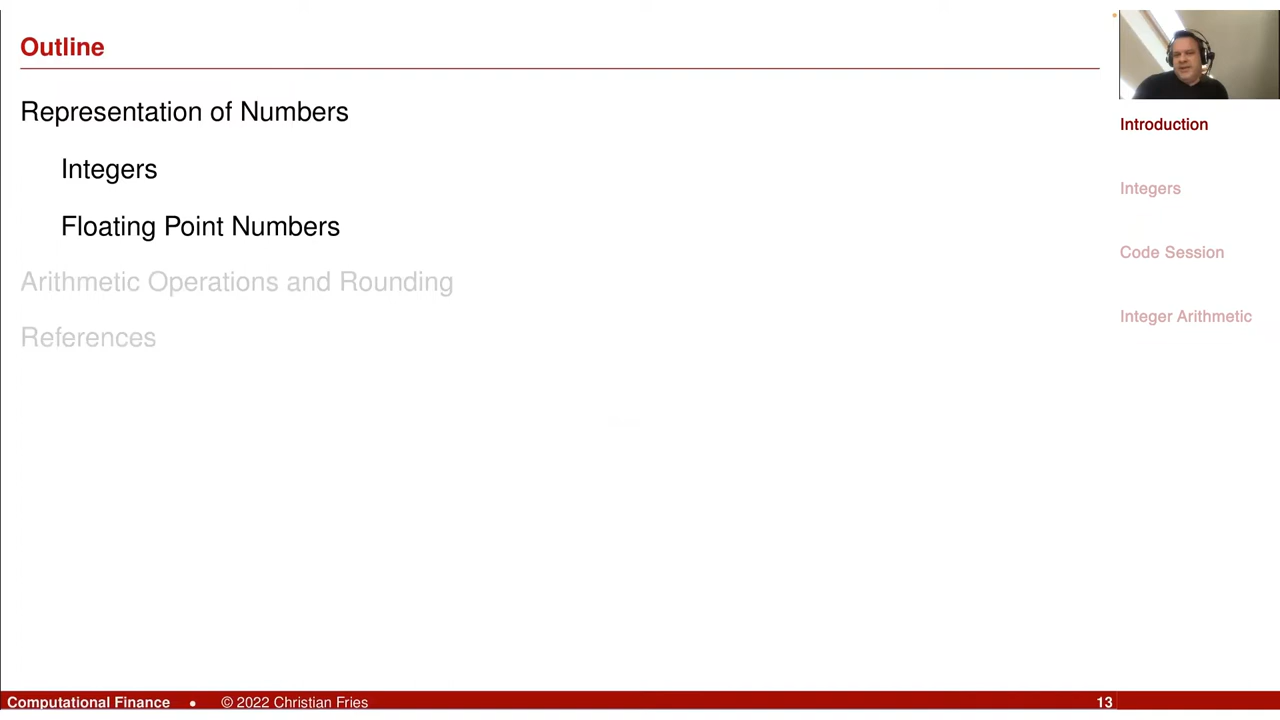 Outline
Representation of Numbers
Integers
Floating Point Numbers
Arithmetic Operations and Rounding
References
Introduction
Integers
Code Session
Integer Arithmetic
Computational Finance • © 2022 Christian Fries 13